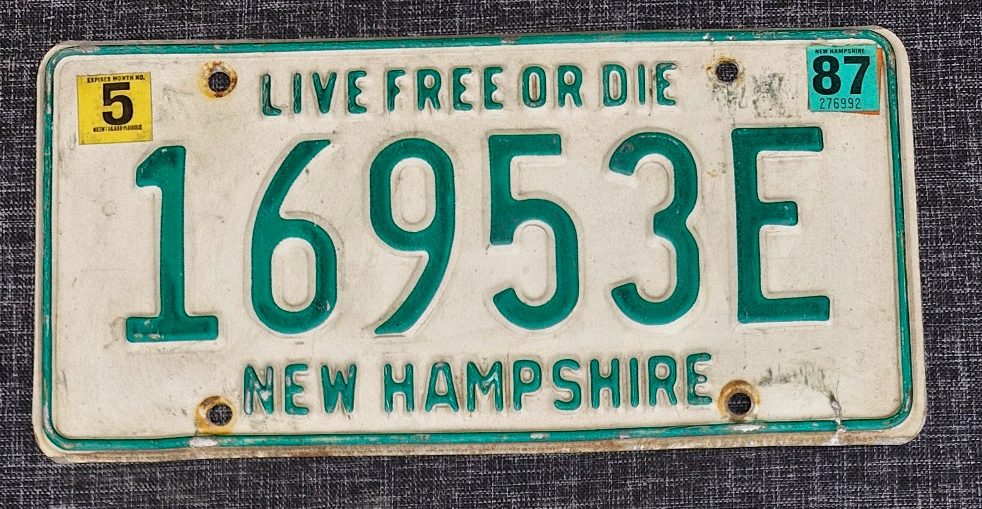 EXPIRES MONTH NO.
5
LIVE FREE OR DIE
NEW HAMPSHIRE
87
276992
16953E
NEW HAMPSHIRE